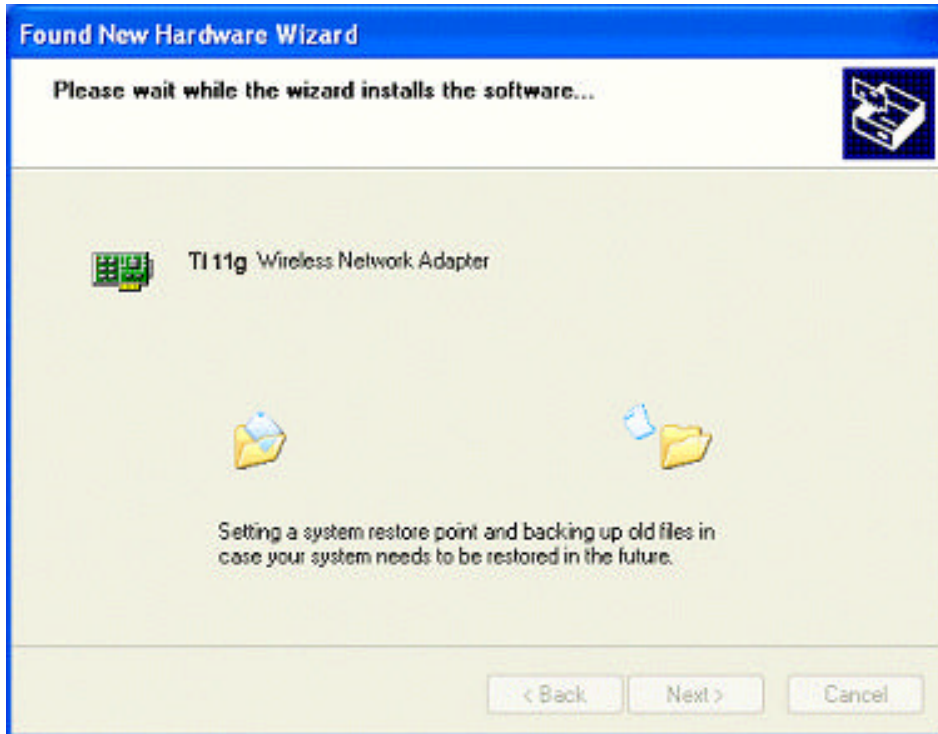 Found New Hardware Wizard
Please wait while the wizard installs the software...
TI 11g Wireless Network Adapter
Setting a system restore point and backing up old files in
case your system needs to be restored in the future.
< Back
Next >
Cancel